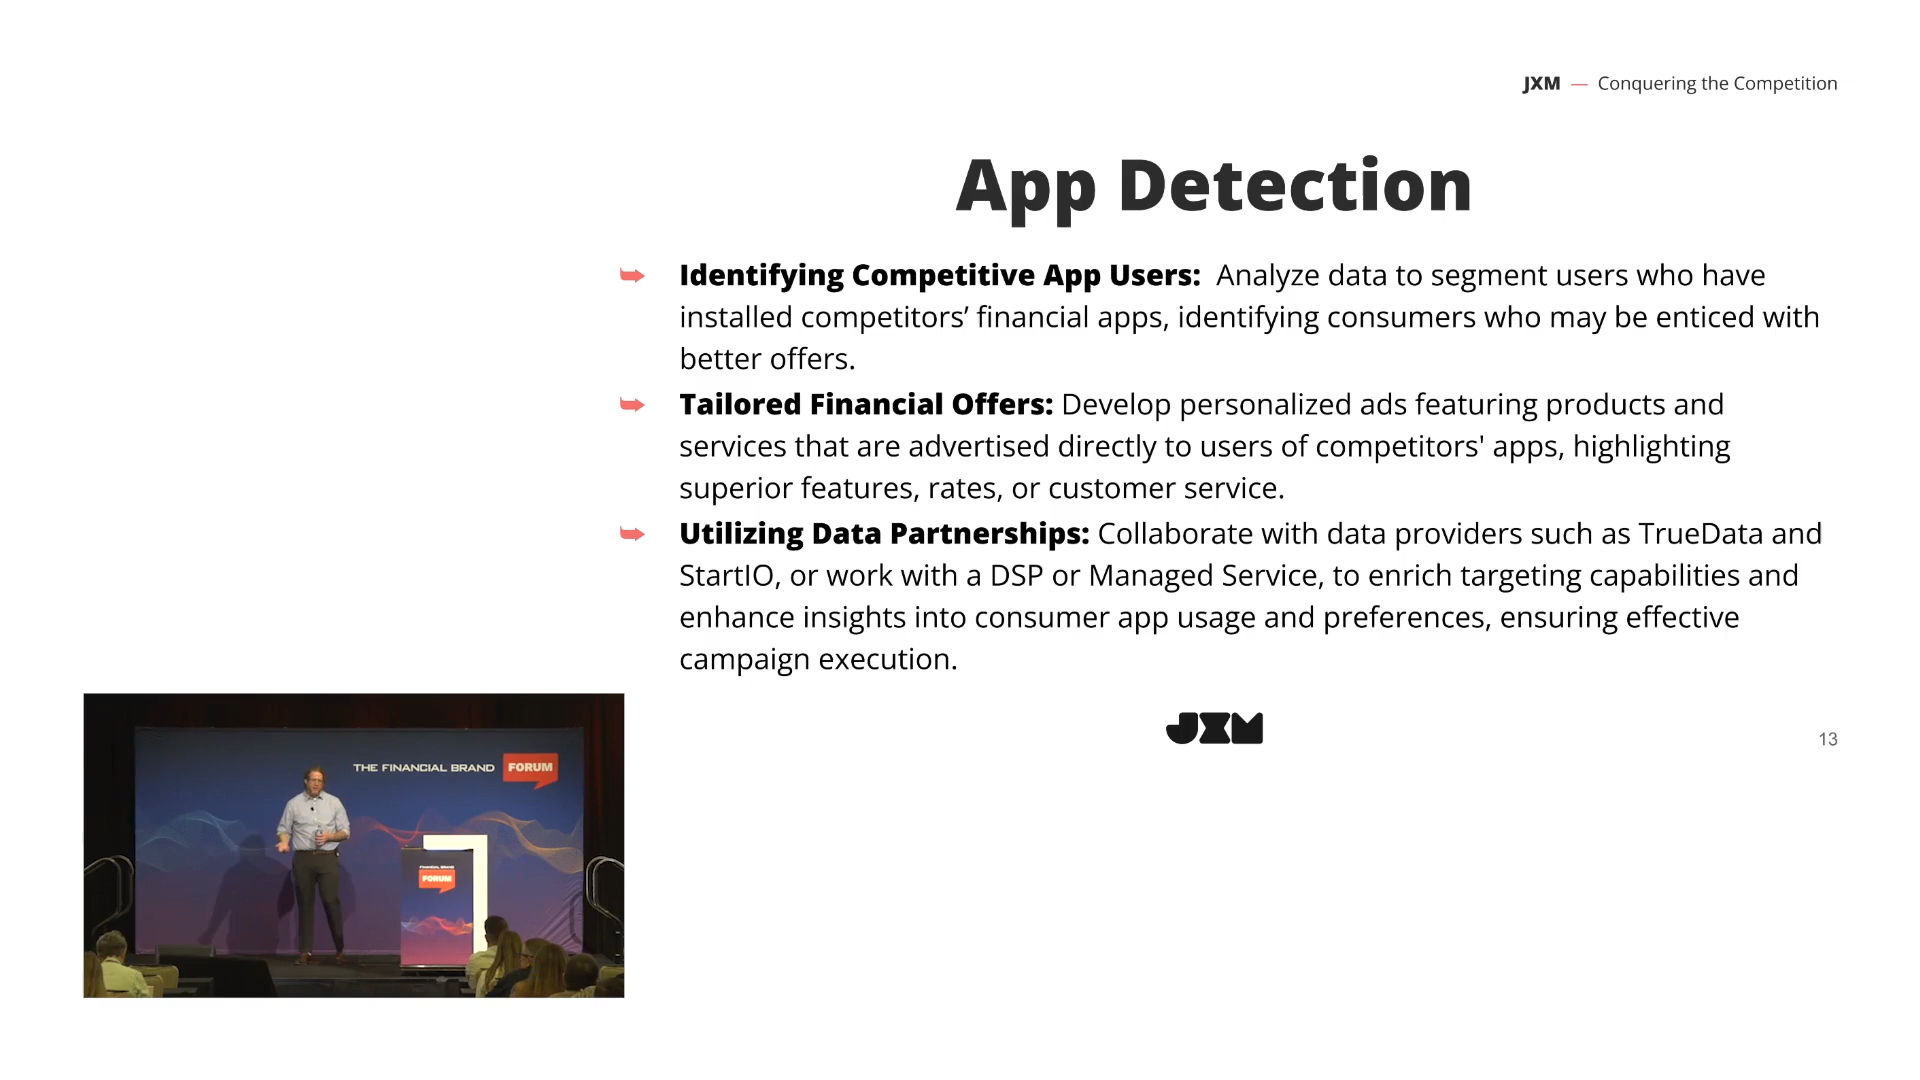 JXM — Conquering the Competition
App Detection
➥ Identifying Competitive App Users:  Analyze data to segment users who have
installed competitors’ financial apps, identifying consumers who may be enticed with
better offers.
➥ Tailored Financial Offers: Develop personalized ads featuring products and
services that are advertised directly to users of competitors' apps, highlighting
superior features, rates, or customer service.
➥ Utilizing Data Partnerships: Collaborate with data providers such as TrueData and
StartIO, or work with a DSP or Managed Service, to enrich targeting capabilities and
enhance insights into consumer app usage and preferences, ensuring effective
campaign execution.
JXM
13
THE FINANCIAL BRAND FORUM
FINANCIAL BRAND
FORUM